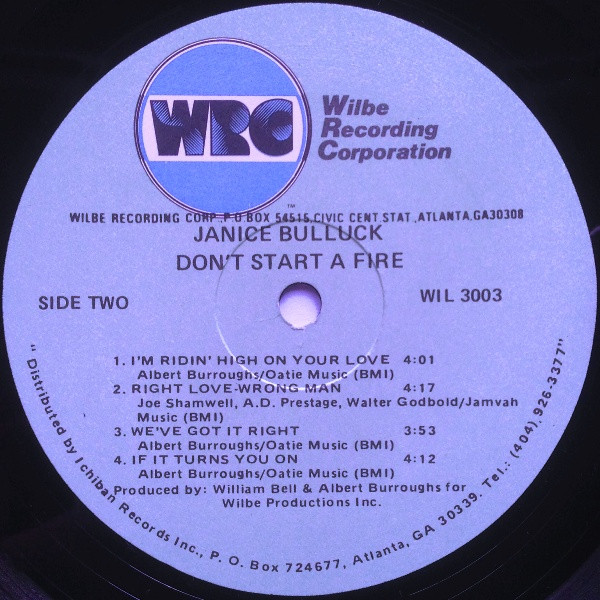 WRC
Wilbe
Recording
Corporation
TM
WILBE RECORDING CORP.,P.O.BOX 54515,CIVIC CENT STAT.,ATLANTA,GA30308
JANICE BULLUCK
DON'T START A FIRE
SIDE TWO
WIL 3003
1. I'M RIDIN' HIGH ON YOUR LOVE 4:01
Albert Burroughs/Oatie Music (BMI)
2. RIGHT LOVE-WRONG MAN 4:17
Joe Shamwell, A.D. Prestage, Walter Godbold/Jamvah
Music (BMI)
3. WE'VE GOT IT RIGHT 3:53
Albert Burroughs/Oatie Music (BMI)
4. IF IT TURNS YOU ON 4:12
Albert Burroughs/Oatie Music (BMI)
Produced by: William Bell & Albert Burroughs for
Wilbe Productions Inc.
"Distributed by Ichiban Records Inc., P. O. Box 724677, Atlanta, GA 30339. Tel.: (404). 926-3377"